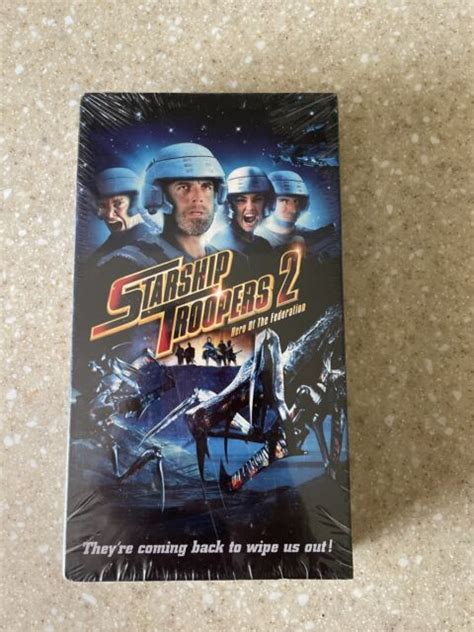 STARSHIP
TROOPERS 2
Hero Of The Federation
They're coming back to wipe us out!